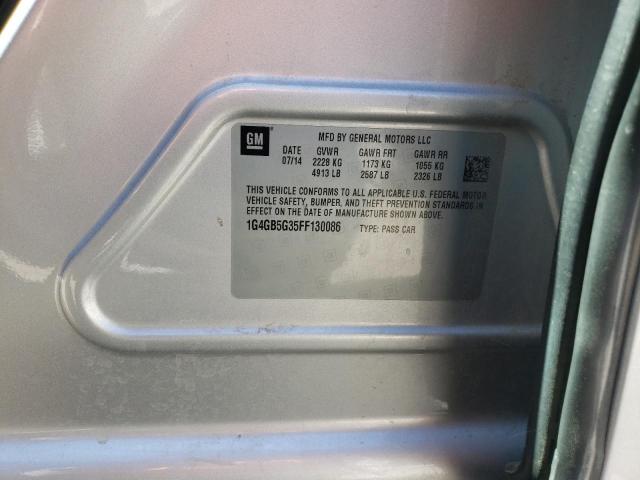 GM
MFD BY GENERAL MOTORS LLC
DATE GVWR GAWR FRT GAWR RR
07/14 2228 KG 1173 KG 1055 KG
4913 LB 2587 LB 2326 LB
THIS VEHICLE CONFORMS TO ALL APPLICABLE U.S. FEDERAL MOTOR
VEHICLE SAFETY, BUMPER, AND THEFT PREVENTION STANDARDS IN
EFFECT ON THE DATE OF MANUFACTURE SHOWN ABOVE.
1G4GB5G35FF130086 TYPE: PASS CAR